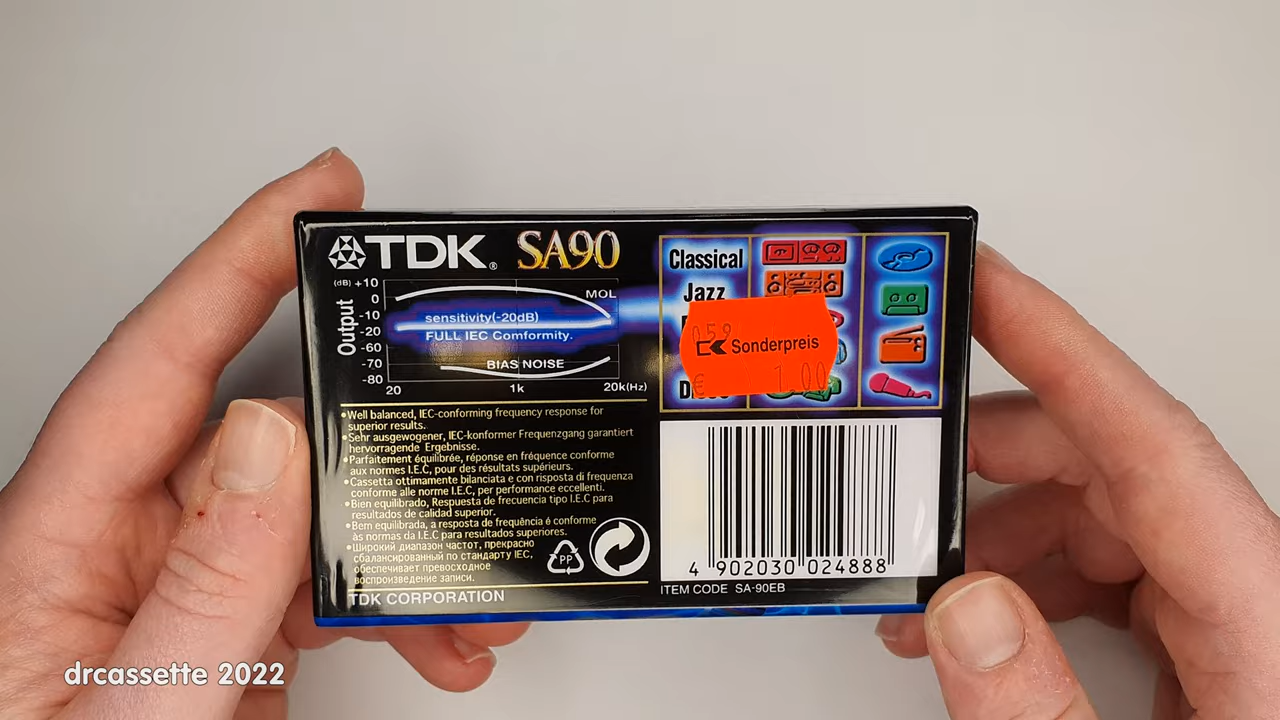 TDK® SA90
(dB) +10
0
-10
-20
-60
-70
-80
Output
MOL
sensitivity(-20dB)
FULL IEC Comformity.
BIAS NOISE
20 1k 20k(Hz)
•Well balanced, IEC-conforming frequency response for
superior results.
•Sehr ausgewogener, IEC-konformer Frequenzgang garantiert
hervorragende Ergebnisse.
•Parfaitement équilibrée, réponse en fréquence conforme
aux normes I.E.C, pour des résultats supérieurs.
•Cassetta ottimamente bilanciata e con risposta di frequenza
conforme alle norme I.E.C, per performance eccellenti.
•Bien equilibrado, Respuesta de frecuencia tipo I.E.C para
resultados de calidad superior.
•Bem equilibrada, a resposta de frequência é conforme
às normas da I.E.C para resultados superiores.
•Широкий диапазон частот, прекрасно
сбалансированный по стандарту IEC,
обеспечивает превосходное
воспроизведение записи.
PP
TDK CORPORATION
Classical
Jazz
059
Sonderpreis
€ 1.00
4 902030 024888
ITEM CODE SA-90EB
drcassette 2022